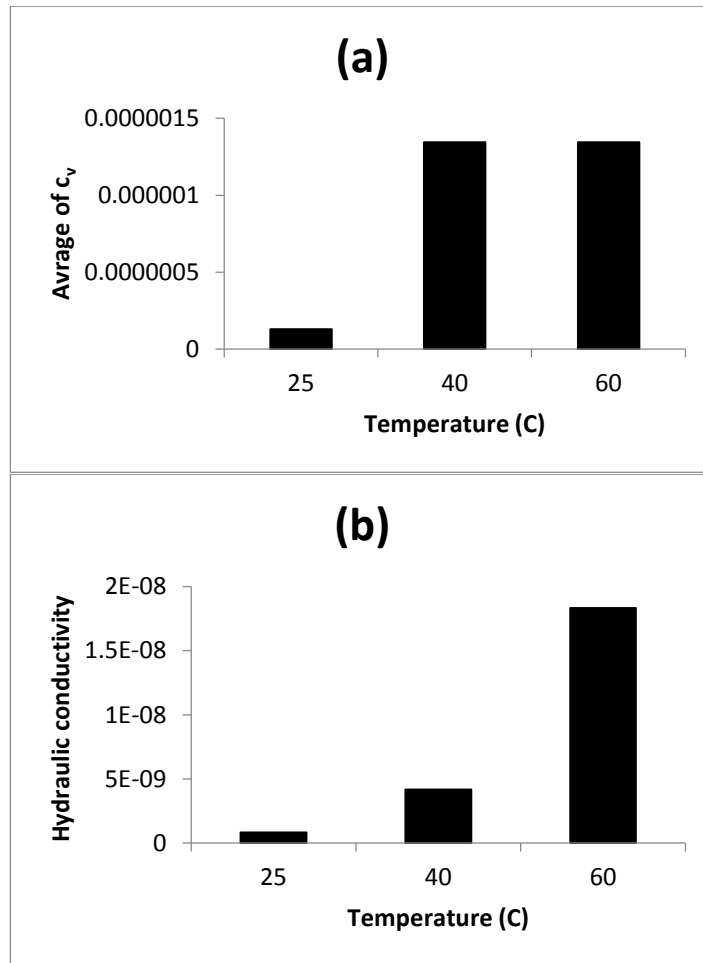 (a)
Avrage of cv
0.0000015
0.000001
0.0000005
0
25 40 60
Temperature (C)
(b)
Hydraulic conductivity
2E-08
1.5E-08
1E-08
5E-09
0
25 40 60
Temperature (C)